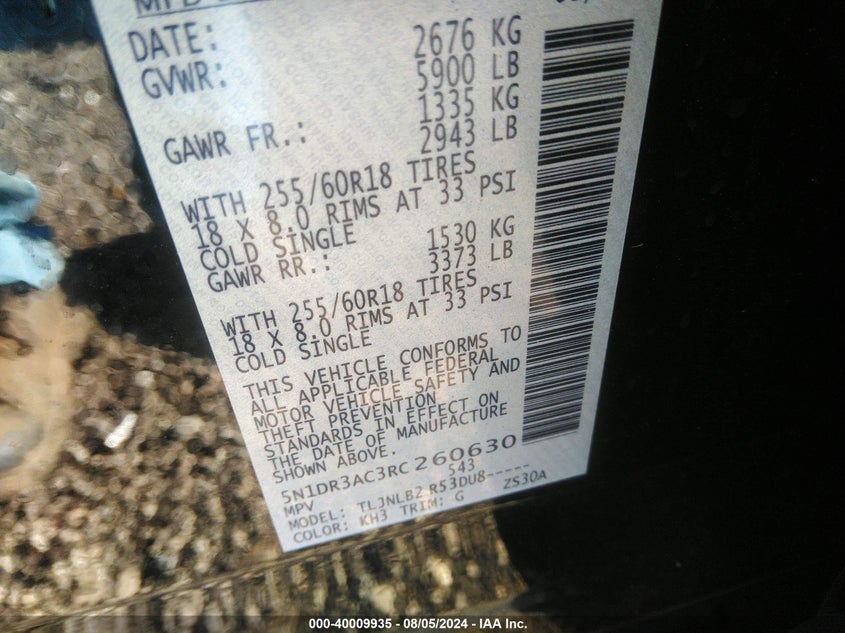 DATE:
GVWR: 2676 KG
5900 LB
GAWR FR.: 1335 KG
2943 LB
WITH 255/60R18 TIRES
18 X 8.0 RIMS AT 33 PSI
COLD SINGLE
GAWR RR.: 1530 KG
3373 LB
WITH 255/60R18 TIRES
18 X 8.0 RIMS AT 33 PSI
COLD SINGLE
THIS VEHICLE CONFORMS TO
ALL APPLICABLE FEDERAL
MOTOR VEHICLE SAFETY AND
THEFT PREVENTION
STANDARDS IN EFFECT ON
THE DATE OF MANUFACTURE
SHOWN ABOVE.
5N1DR3AC3RC260630
MPV 543
MODEL: TLJNLB2 R53DU8----- ZS30A
COLOR: KH3 TRIM: G
000-40009935 - 08/05/2024 - IAA Inc.